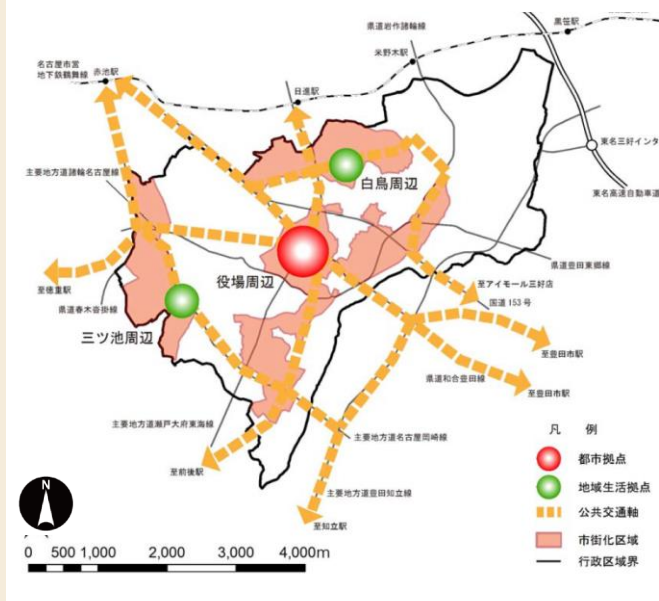 県道岩作諸輪線
黒笹駅
米野木駅
名古屋市営
地下鉄鶴舞線
赤池駅
日進駅
東名三好インタ
主要地方道諸輪名古屋線
白鳥周辺
東名高速自動車道
県道豊田東郷線
役場周辺
至徳重駅
至アイモール三好店
県道春木沓掛線
国道153号
三ツ池周辺
至豊田市駅
県道和合豊田線
至豊田市駅
主要地方道瀬戸大府東海線
主要地方道名古屋岡崎線
至前後駅
主要地方道豊田知立線
至知立駅
凡 例
都市拠点
地域生活拠点
公共交通軸
市街化区域
行政区域界
N
0 500 1,000 2,000 3,000 4,000m